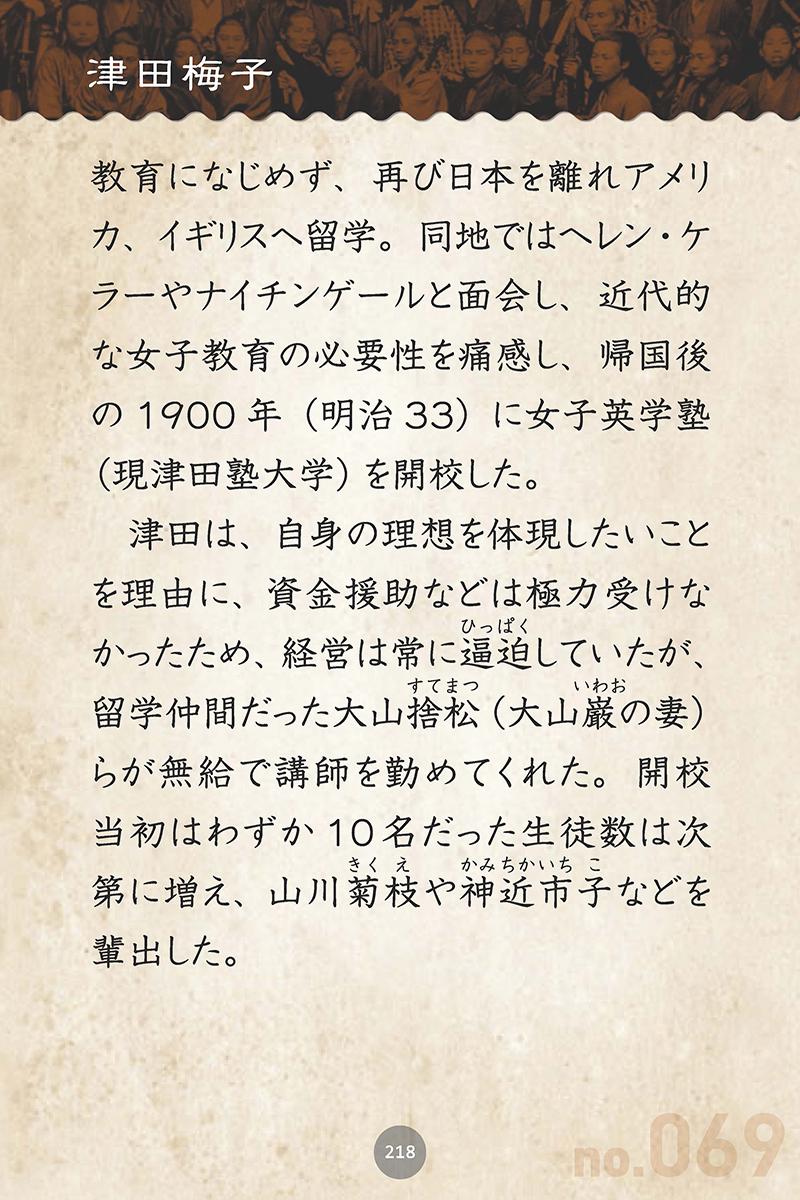 津田梅子
教育になじめず、再び日本を離れアメリ
カ、イギリスへ留学。同地ではヘレン・ケ
ラーやナイチンゲールと面会し、近代的
な女子教育の必要性を痛感し、帰国後
の1900年（明治33）に女子英学塾
（現津田塾大学）を開校した。
津田は、自身の理想を体現したいこと
を理由に、資金援助などは極力受けな
ひっぱく
かったため、経営は常に逼迫していたが、
すてまつ いわお
留学仲間だった大山捨松（大山巌の妻）
らが無給で講師を勤めてくれた。開校
当初はわずか10名だった生徒数は次
きくえ かみちかいちこ
第に増え、山川菊枝や神近市子などを
輩出した。
218
no.069